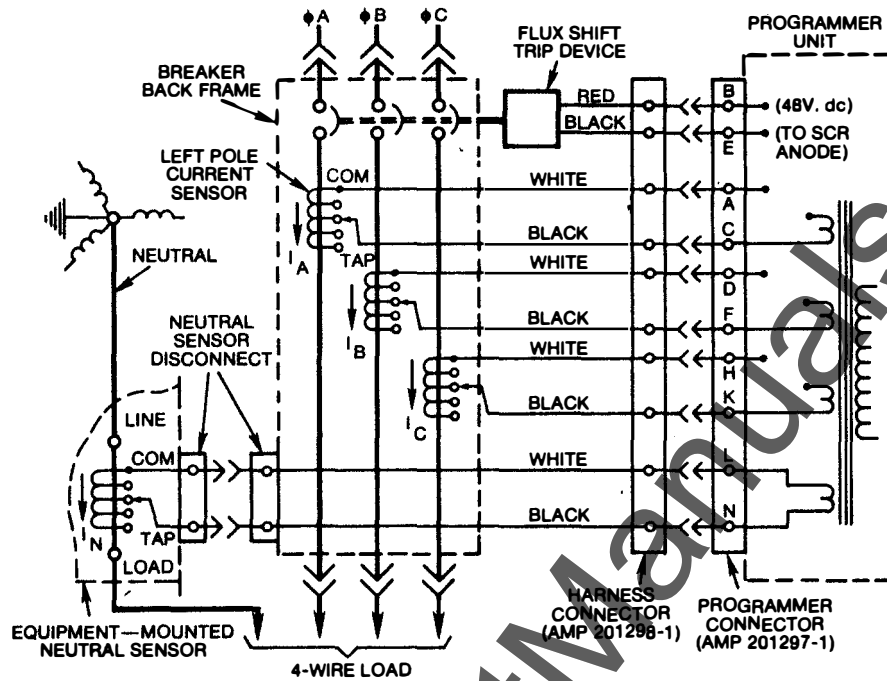 ϕA
ϕB
ϕC
FLUX SHIFT
TRIP DEVICE
PROGRAMMER
UNIT
BREAKER
BACK FRAME
RED
BLACK
B
E
(48V. dc)
(TO SCR
ANODE)
LEFT POLE
CURRENT
SENSOR
COM
WHITE
A
I A
TAP
BLACK
C
NEUTRAL
WHITE
D
I B
BLACK
F
NEUTRAL
SENSOR
DISCONNECT
WHITE
H
I C
BLACK
K
LINE
COM
WHITE
L
I N
TAP
BLACK
N
LOAD
EQUIPMENT—MOUNTED
NEUTRAL SENSOR
4-WIRE LOAD
HARNESS
CONNECTOR
(AMP 201298-1)
PROGRAMMER
CONNECTOR
(AMP 201297-1)